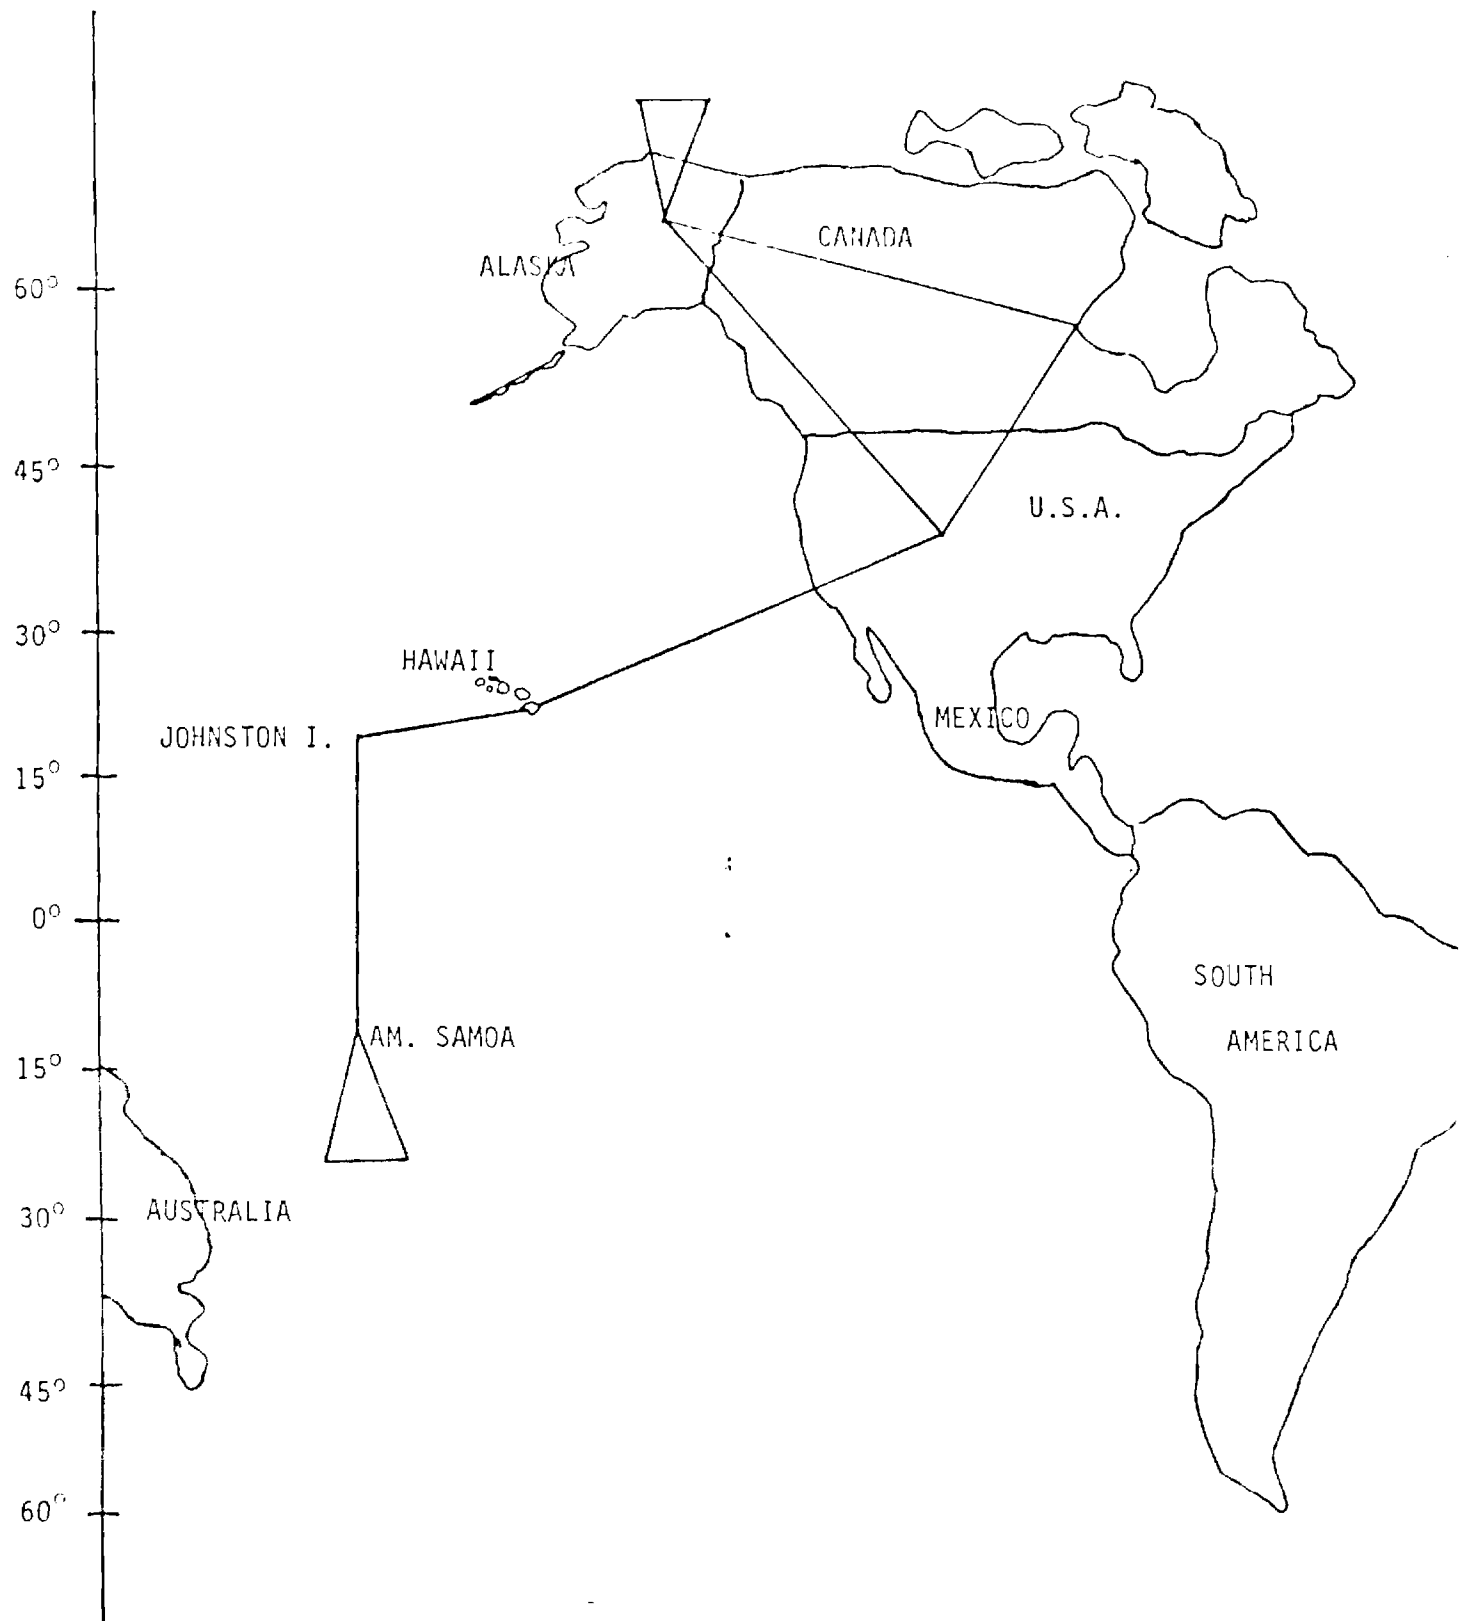 CANADA
ALASKA
60°
45°
U.S.A.
30°
HAWAII
MEXICO
JOHNSTON I.
15°
0°
SOUTH
AMERICA
AM. SAMOA
15°
AUSTRALIA
30°
45°
60°